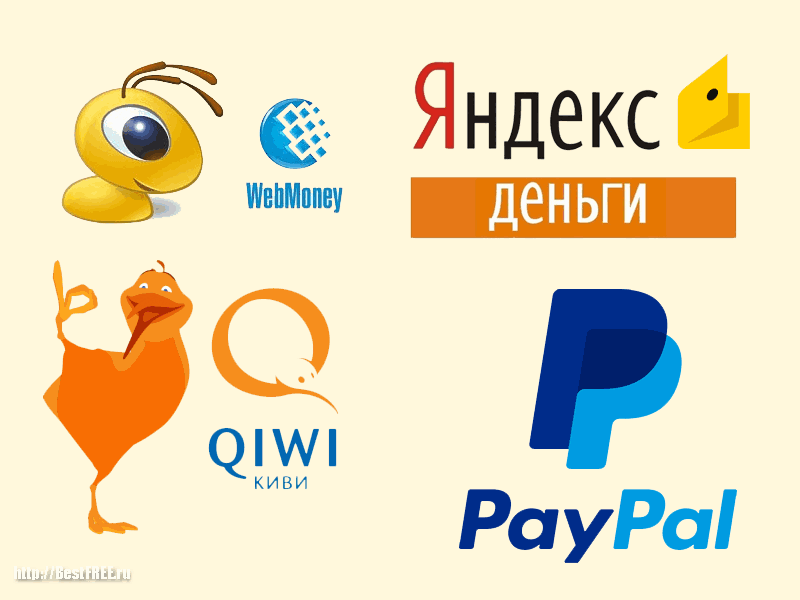 WebMoney
Яндекс
деньги
QIWI
КИВИ
PayPal
http://BestFREE.ru